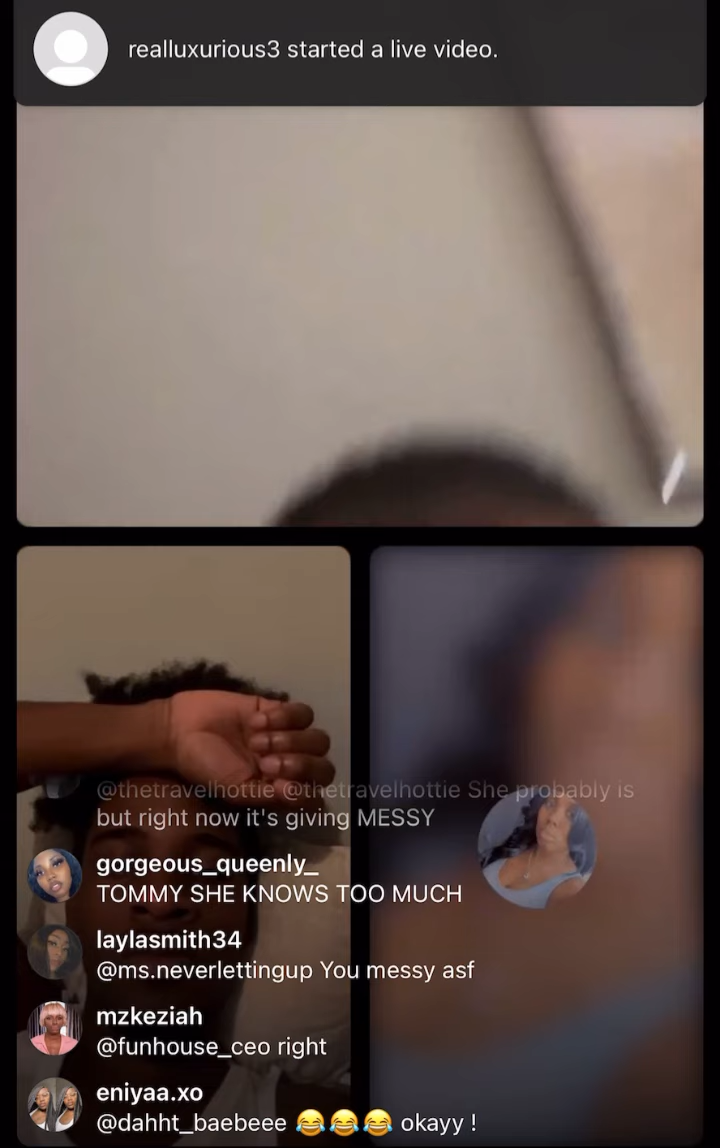 realluxurious3 started a live video.
@thetravelhottie @thetravelhottie She probably is
but right now it's giving MESSY
gorgeous_queenly_
TOMMY SHE KNOWS TOO MUCH
laylasmith34
@ms.neverlettingup You messy asf
mzkeziah
@funhouse_ceo right
eniyaa.xo
@dahht_baebeee 😂😂😂 okayy !